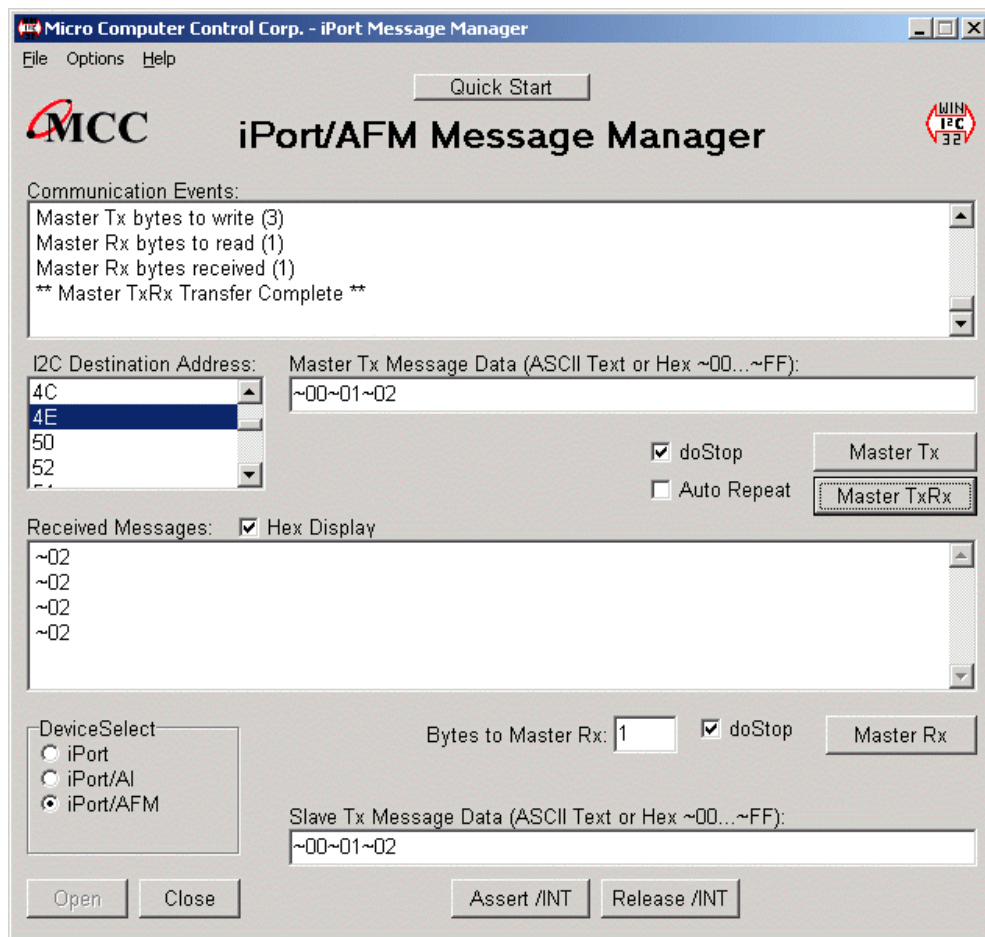 Micro Computer Control Corp. - iPort Message Manager
File Options Help
Quick Start
MCC
iPort/AFM Message Manager
WIN
I²C
32
Communication Events:
Master Tx bytes to write (3)
Master Rx bytes to read (1)
Master Rx bytes received (1)
** Master TxRx Transfer Complete **
I2C Destination Address:
Master Tx Message Data (ASCII Text or Hex ~00...~FF):
4C
~00~01~02
4E
50
52
doStop
Master Tx
Auto Repeat
Master TxRx
Received Messages: Hex Display
~02
~02
~02
~02
DeviceSelect
iPort
iPort/AI
iPort/AFM
Bytes to Master Rx: 1 doStop Master Rx
Slave Tx Message Data (ASCII Text or Hex ~00...~FF):
~00~01~02
Open Close Assert /INT Release /INT